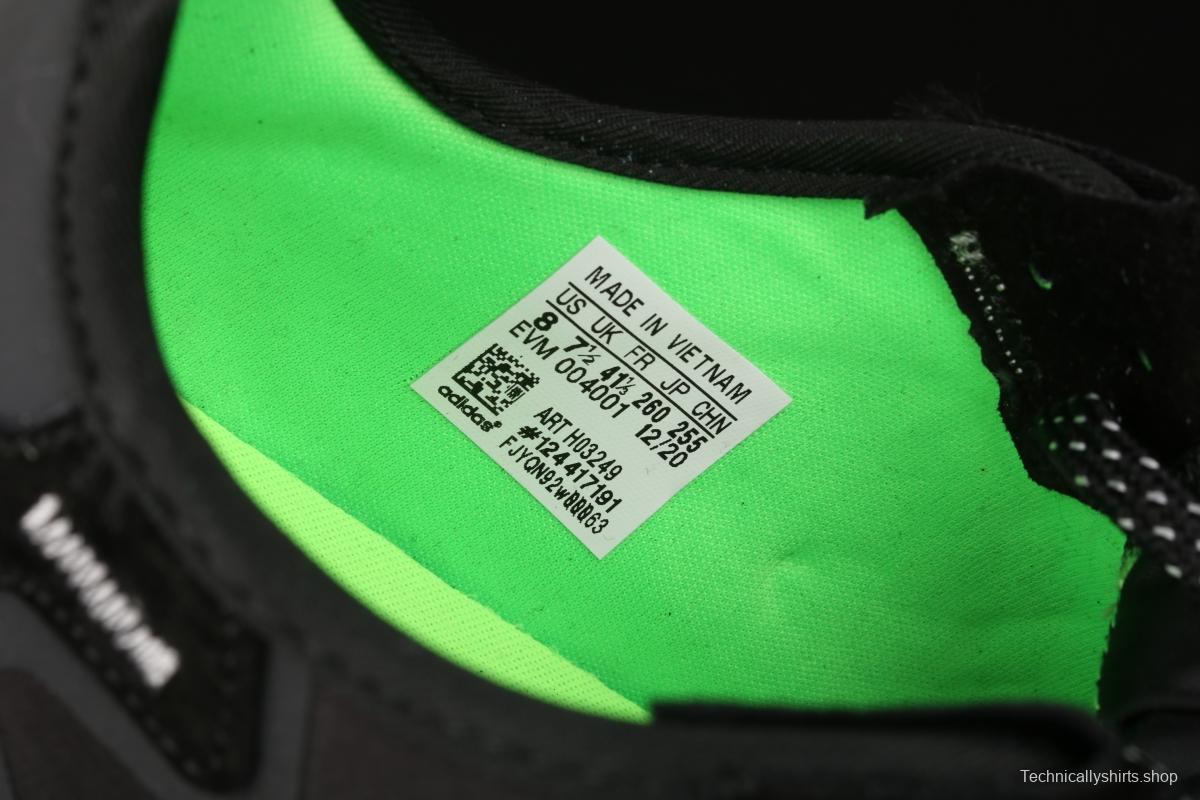 MADE IN VIETNAM
US UK FR JP CHN
8 7½ 41⅓ 260 255
EVM 004001 12/20
adidas®
ART H03249
#124417191
Technicallyshirts.shop